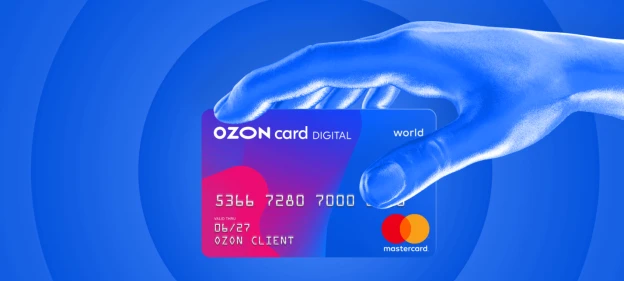 OZON card DIGITAL world
5366 7280 7000
VALID THRU
06/27
OZON CLIENT
mastercard